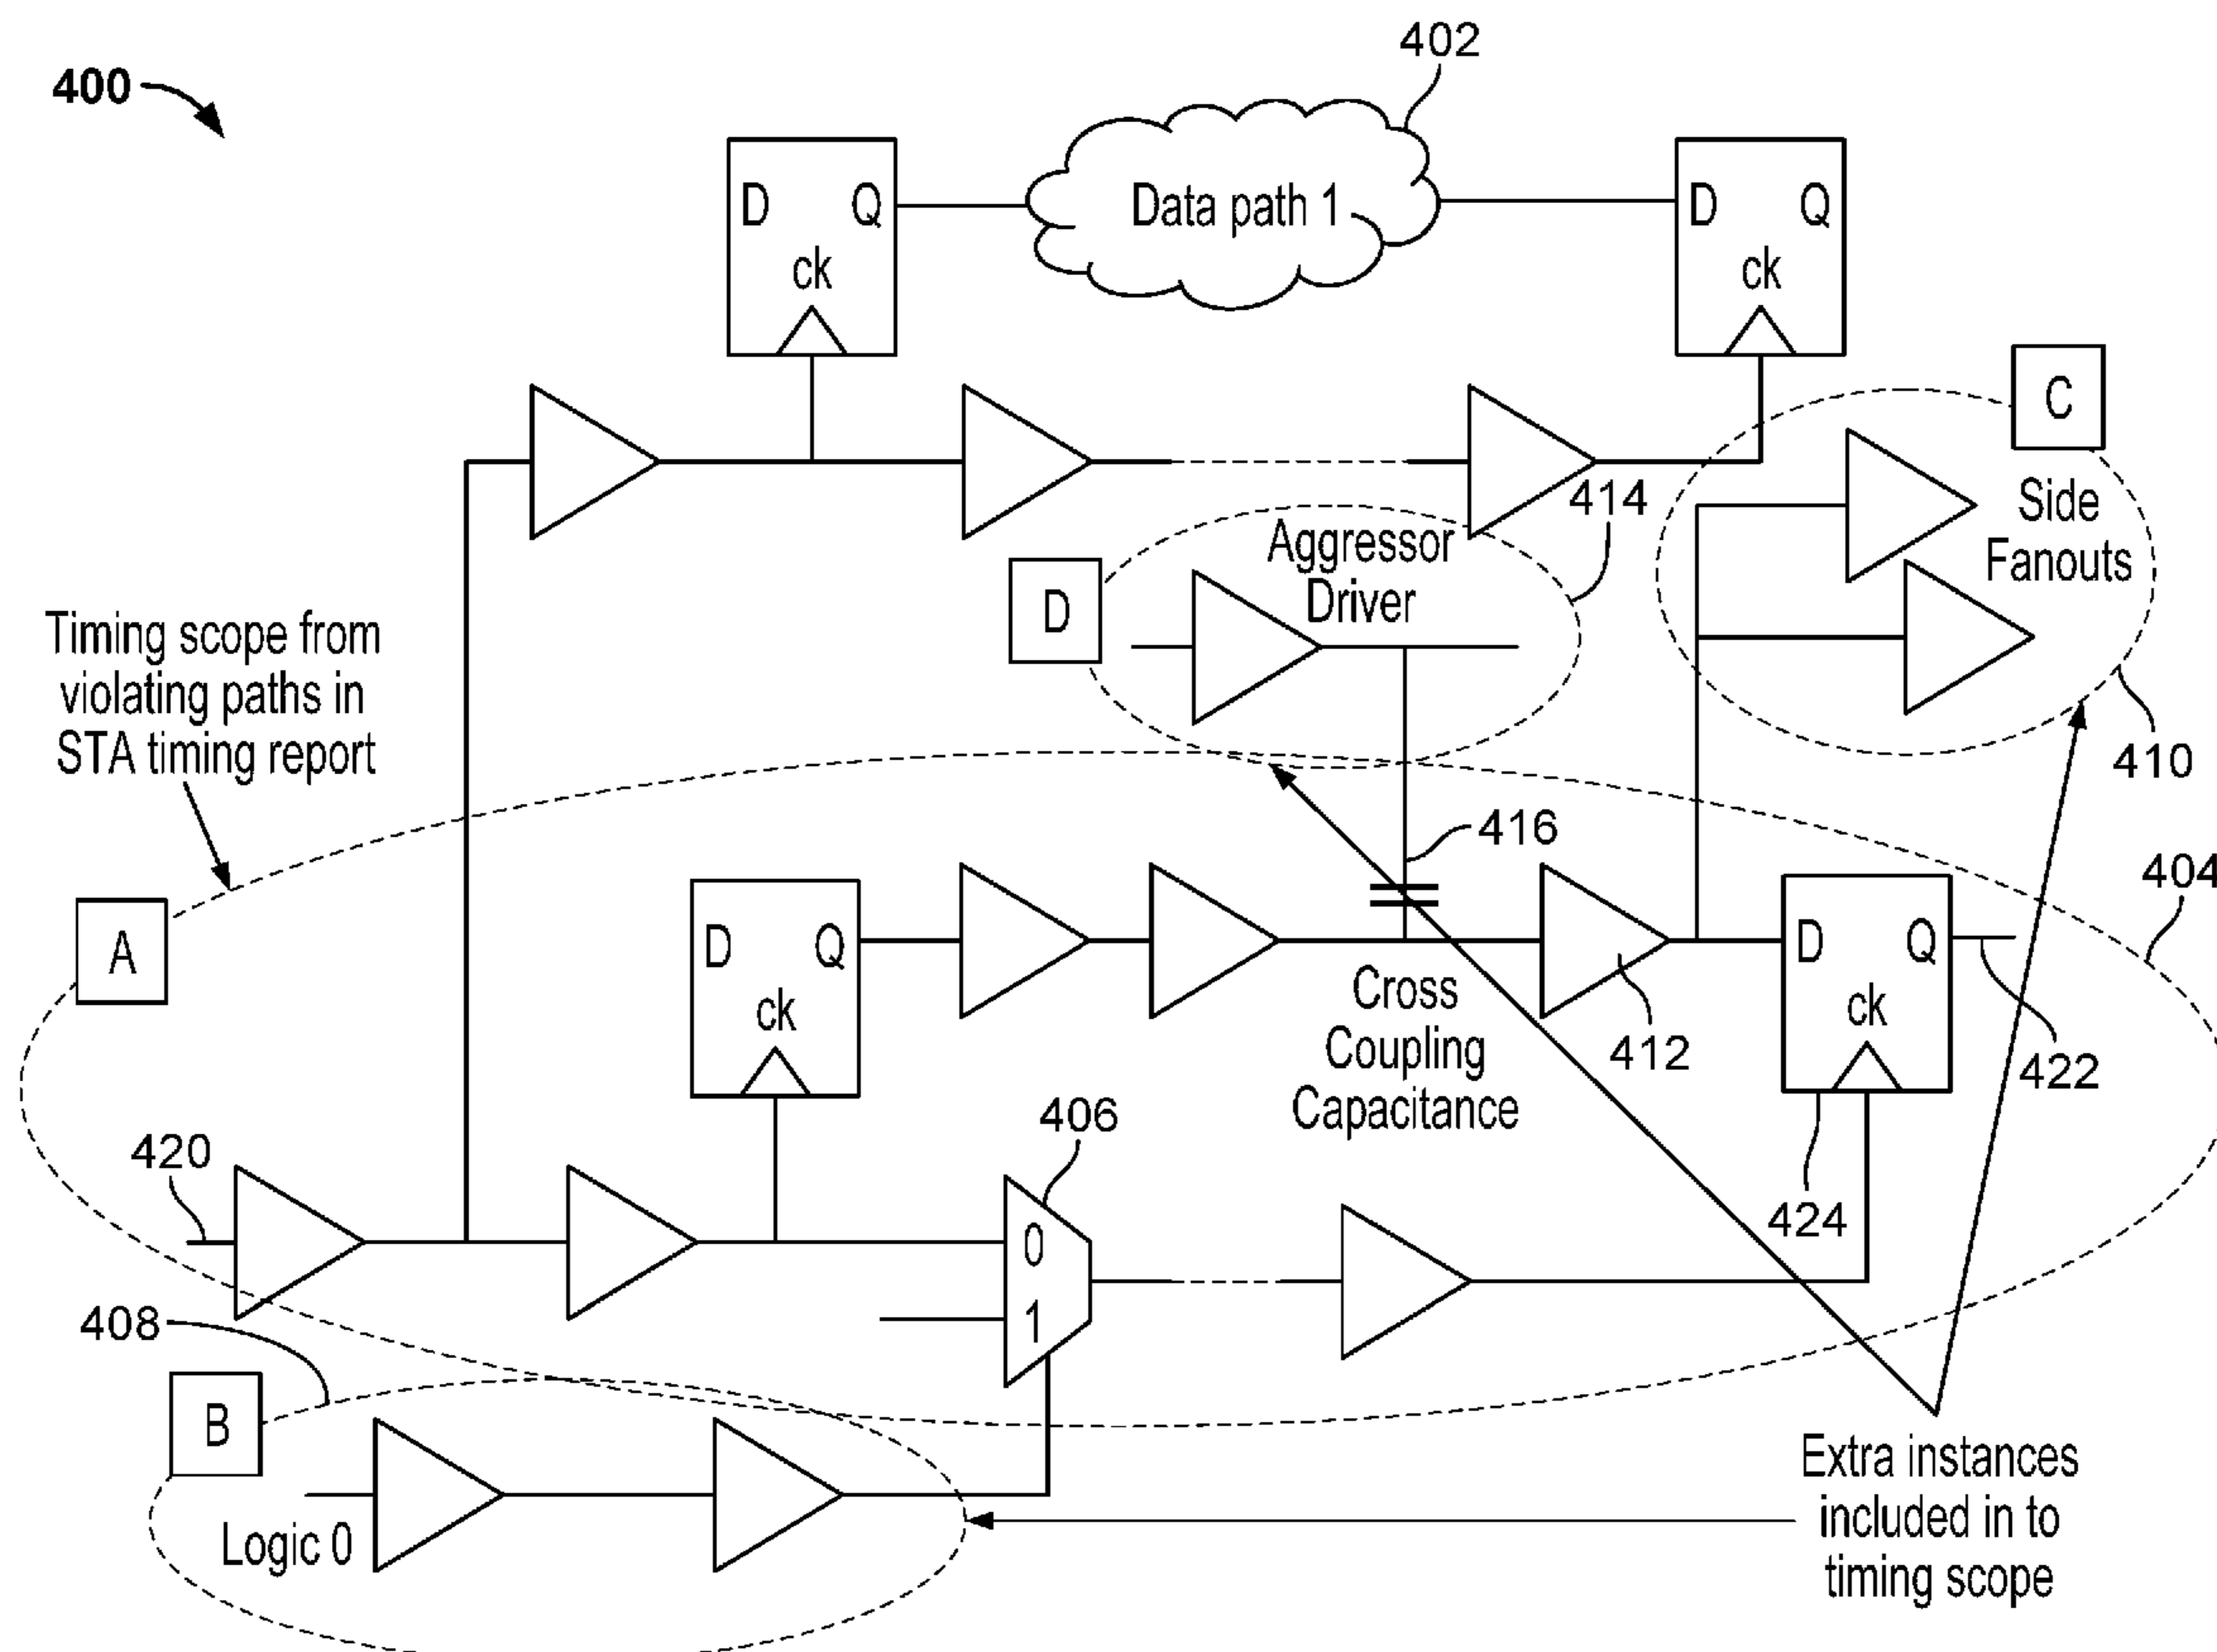 402
400
D Q
Data path 1
D Q
ck
ck
C
414
Side
Fanouts
Aggressor
Driver
D
Timing scope from
violating paths in
STA timing report
410
416
404
A
D Q
D Q
ck
ck
Cross
Coupling
Capacitance
412
422
406
420
424
0
1
408
B
Logic 0
Extra instances
included in to
timing scope